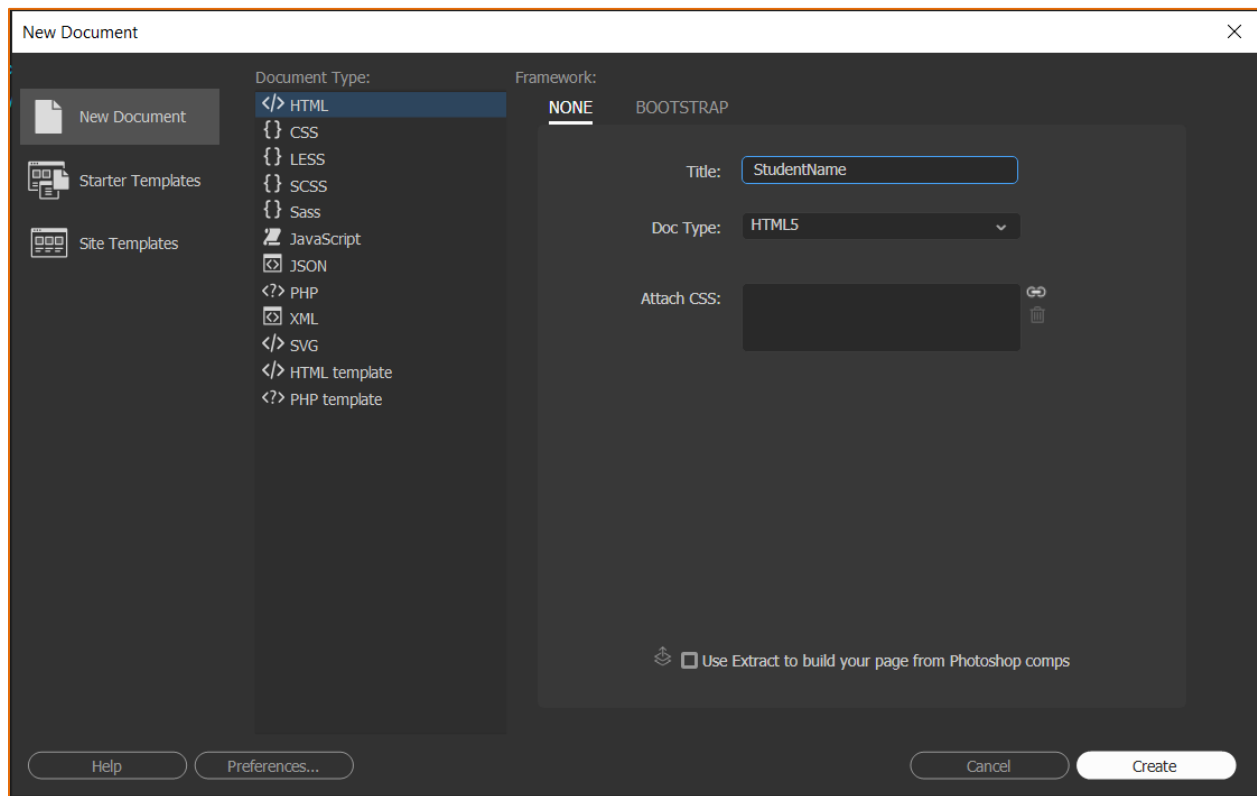 New Document
New Document
Starter Templates
Site Templates
Document Type:
</> HTML
{} CSS
{} LESS
{} SCSS
{} Sass
JavaScript
JSON
<?> PHP
XML
</> SVG
</> HTML template
<?> PHP template
Framework:
NONE BOOTSTRAP
Title: StudentName
Doc Type: HTML5
Attach CSS:
Use Extract to build your page from Photoshop comps
Help Preferences... Cancel Create